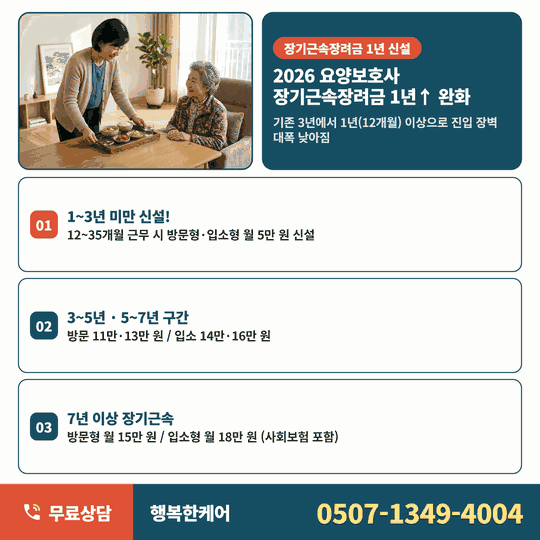 장기근속장려금 1년 신설
2026 요양보호사
장기근속장려금 1년↑ 완화
기존 3년에서 1년(12개월) 이상으로 진입 장벽
대폭 낮아짐
01
1~3년 미만 신설!
12~35개월 근무 시 방문형·입소형 월 5만 원 신설
02
3~5년 · 5~7년 구간
방문 11만·13만 원 / 입소 14만·16만 원
03
7년 이상 장기근속
방문형 월 15만 원 / 입소형 월 18만 원 (사회보험 포함)
무료상담
행복한케어
0507-1349-4004